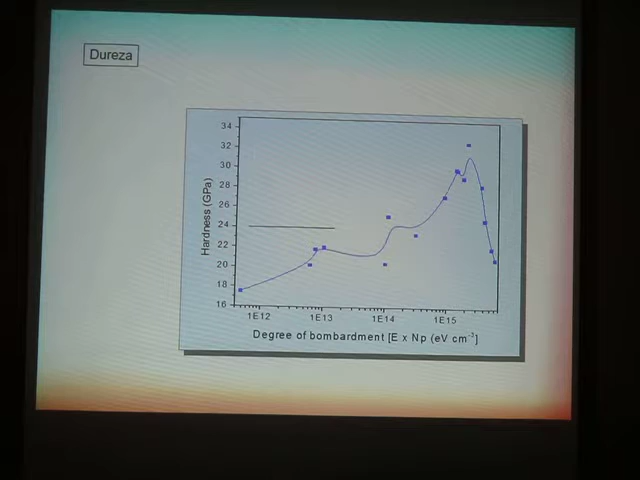 Dureza
34
32
30
28
26
24
22
20
18
16
Hardness (GPa)
1E12 1E13 1E14 1E15
Degree of bombardment [E x Np (eV cm⁻³]